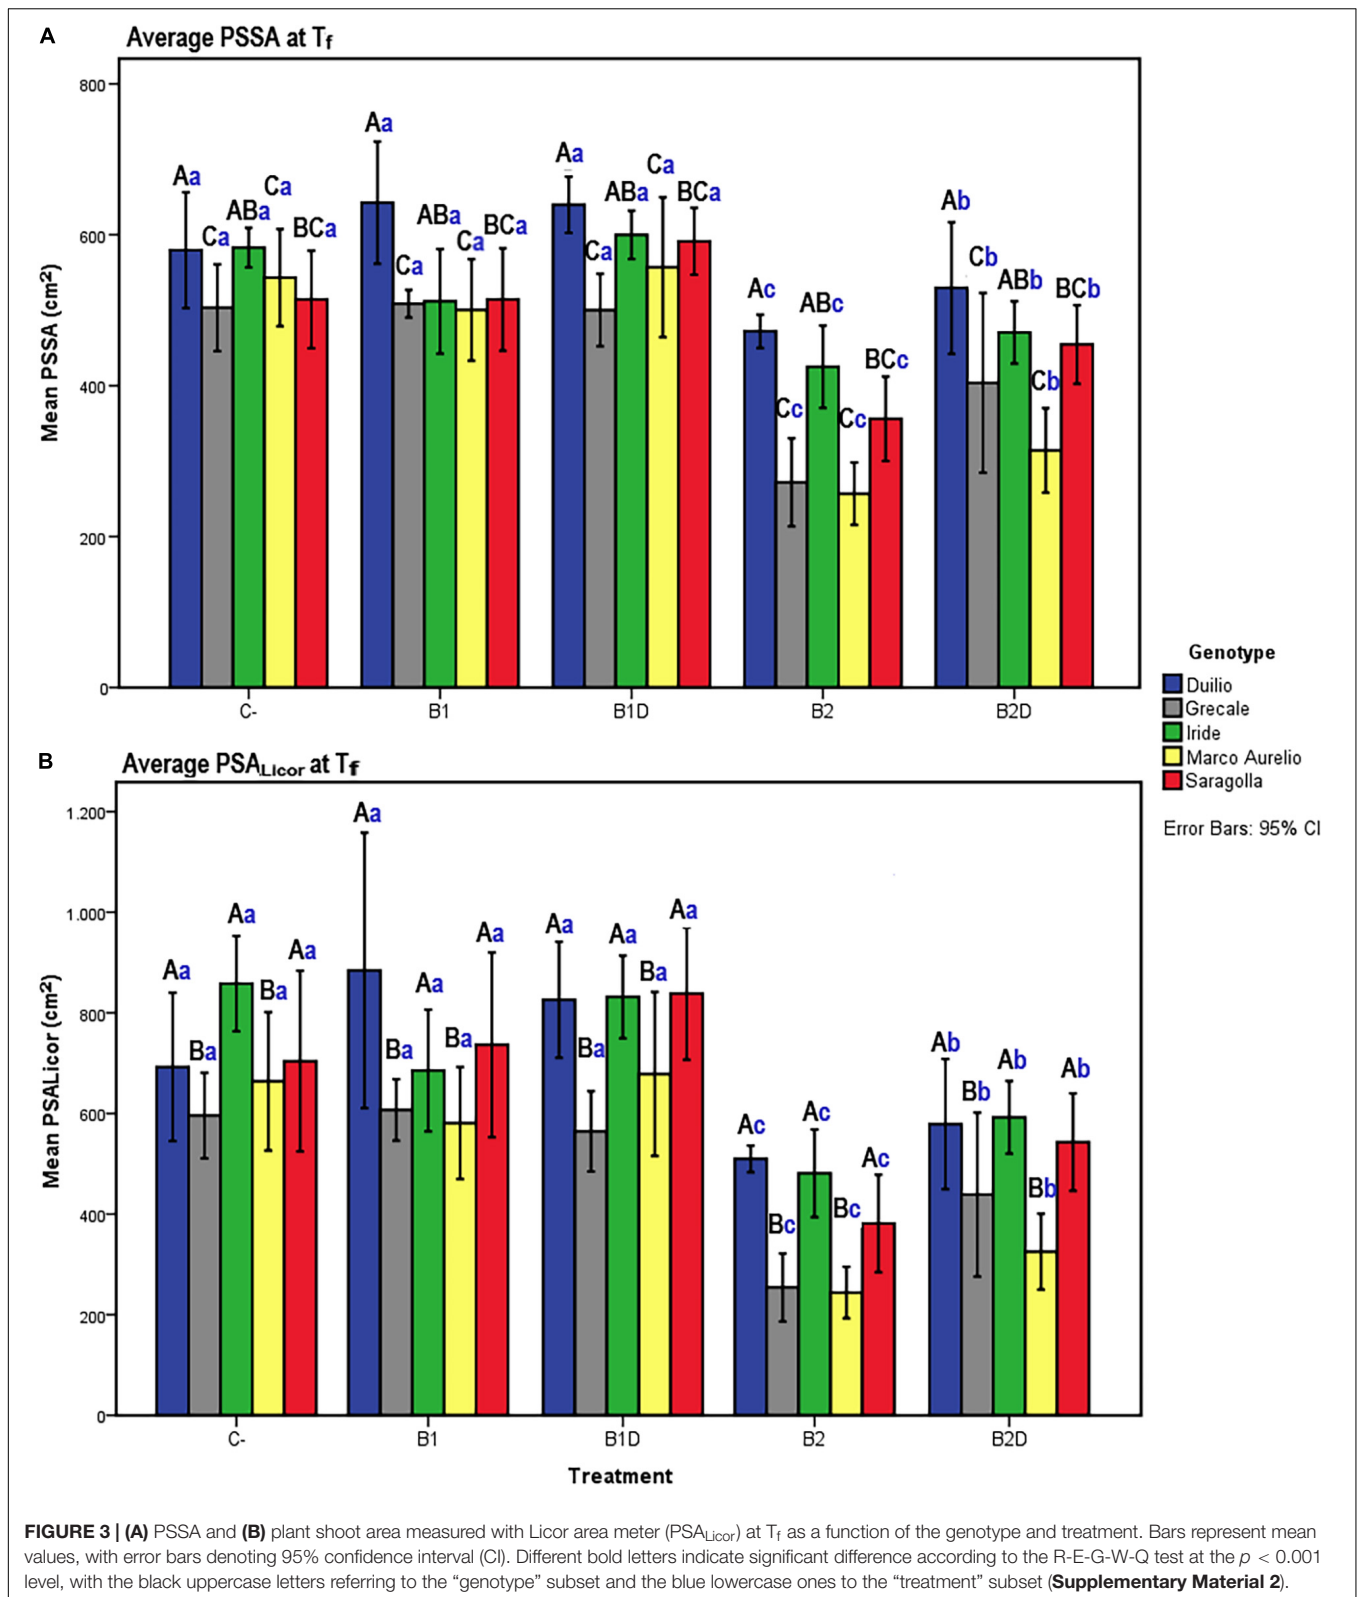 A
Average PSSA at Tf
800
600
400
200
0
Mean PSSA (cm²)
Aa
Ca
ABa
Ca
BCa
Aa
Ca
ABa
Ca
BCa
Aa
Ca
ABa
Ca
BCa
Ac
Cc
ABc
Cc
BCc
Ab
Cb
ABb
Cb
BCb
C-
B1
B1D
B2
B2D
Genotype
Duilio
Grecale
Iride
Marco Aurelio
Saragolla
Error Bars: 95% CI
B
Average PSALicor at Tf
1.200
1.000
800
600
400
200
0
Mean PSALicor (cm²)
Aa
Ba
Aa
Ba
Aa
Aa
Ba
Aa
Ba
Aa
Aa
Ba
Aa
Ba
Aa
Ac
Bc
Ac
Bc
Ac
Ab
Bb
Ab
Bb
Ab
C-
B1
B1D
B2
B2D
Treatment
FIGURE 3 | (A) PSSA and (B) plant shoot area measured with Licor area meter (PSALicor) at Tf as a function of the genotype and treatment. Bars represent mean
values, with error bars denoting 95% confidence interval (CI). Different bold letters indicate significant difference according to the R-E-G-W-Q test at the p < 0.001
level, with the black uppercase letters referring to the “genotype” subset and the blue lowercase ones to the “treatment” subset (Supplementary Material 2).